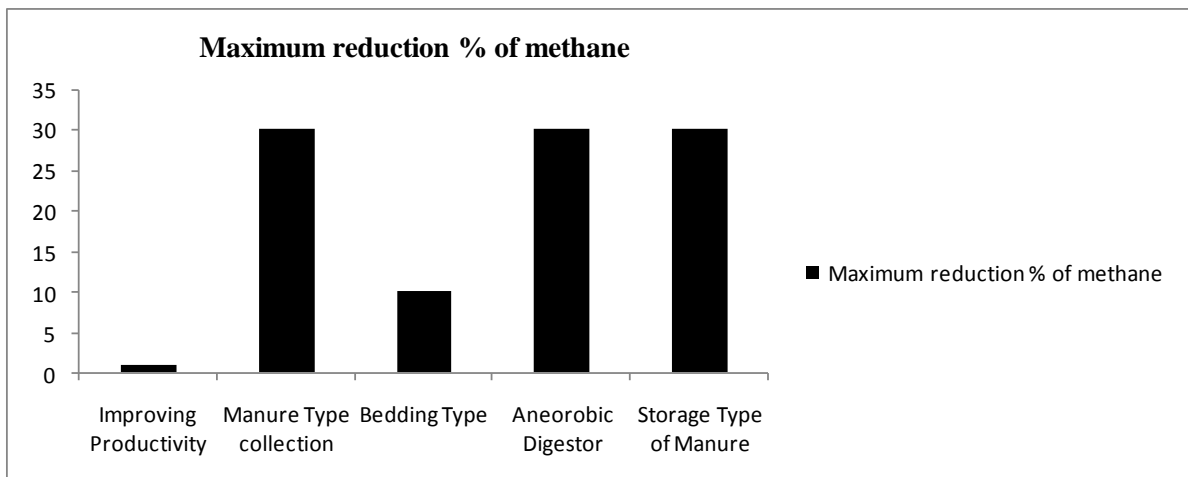 Maximum reduction % of methane
35
30
25
20
15
10
5
0
Improving
Productivity
Manure Type
collection
Bedding Type
Aneorobic
Digestor
Storage Type
of Manure
Maximum reduction % of methane